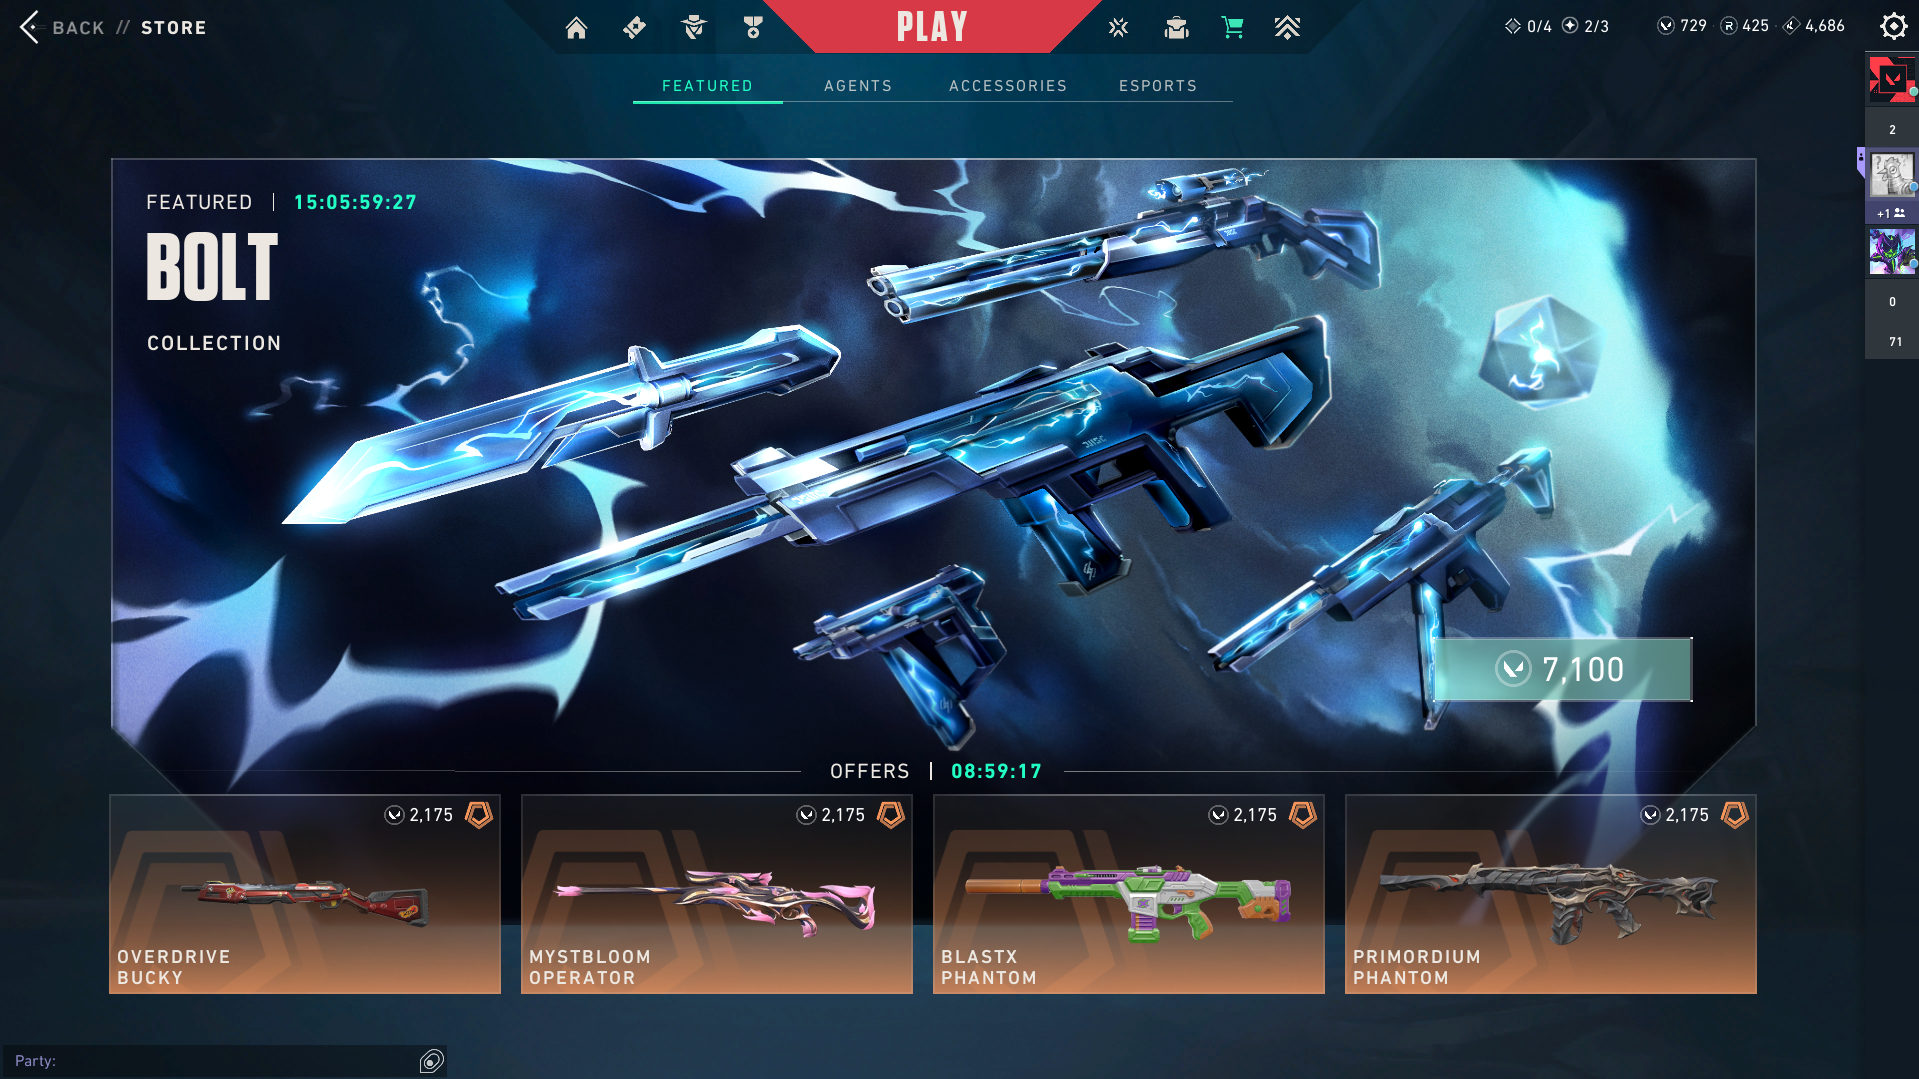 BACK // STORE
PLAY
0/4 2/3 729 425 4,686
FEATURED AGENTS ACCESSORIES ESPORTS
2
+1
0
71
FEATURED | 15:05:59:27
BOLT
COLLECTION
7,100
OFFERS | 08:59:17
2,175
OVERDRIVE
BUCKY
2,175
MYSTBLOOM
OPERATOR
2,175
BLASTX
PHANTOM
2,175
PRIMORDIUM
PHANTOM
Party: